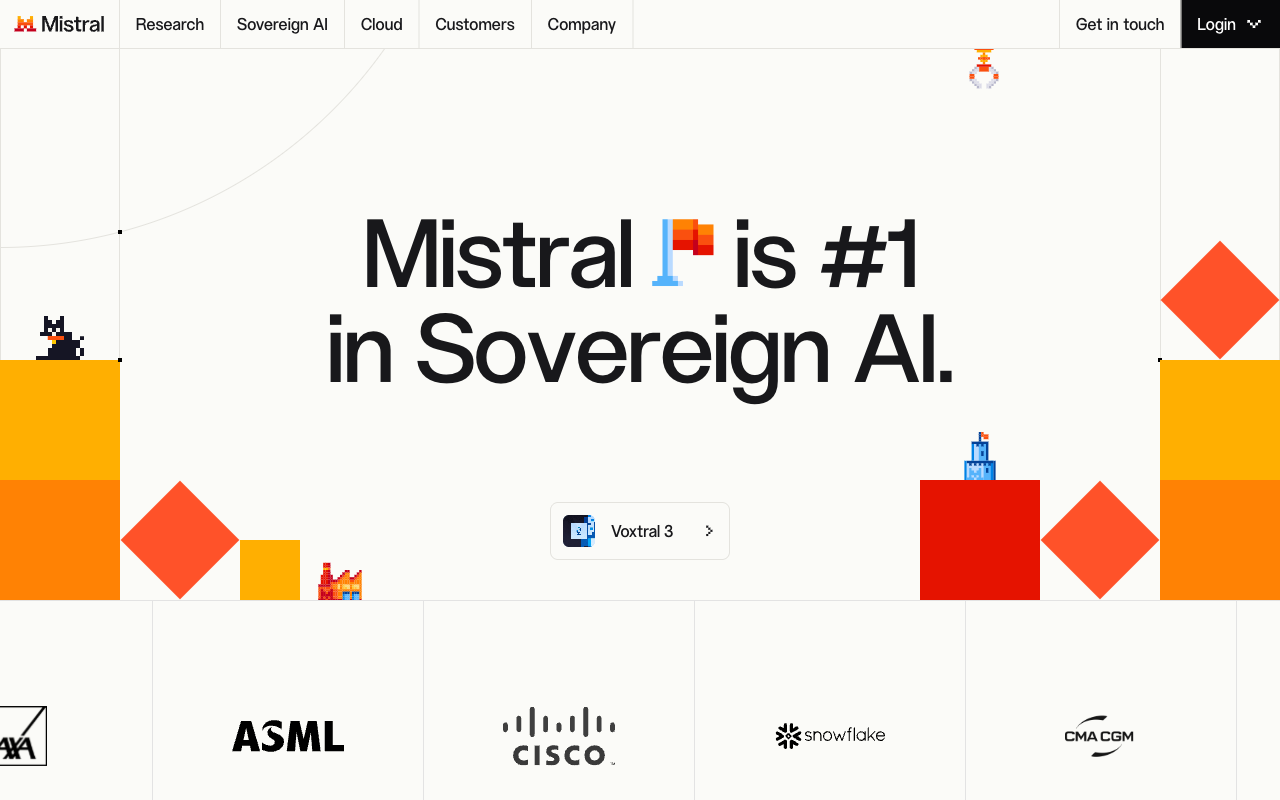 Mistral
Research
Sovereign AI
Cloud
Customers
Company
Get in touch
Login
Mistral is #1
in Sovereign AI.
Voxtral 3
AXA
ASML
CISCO
snowflake
CMA CGM